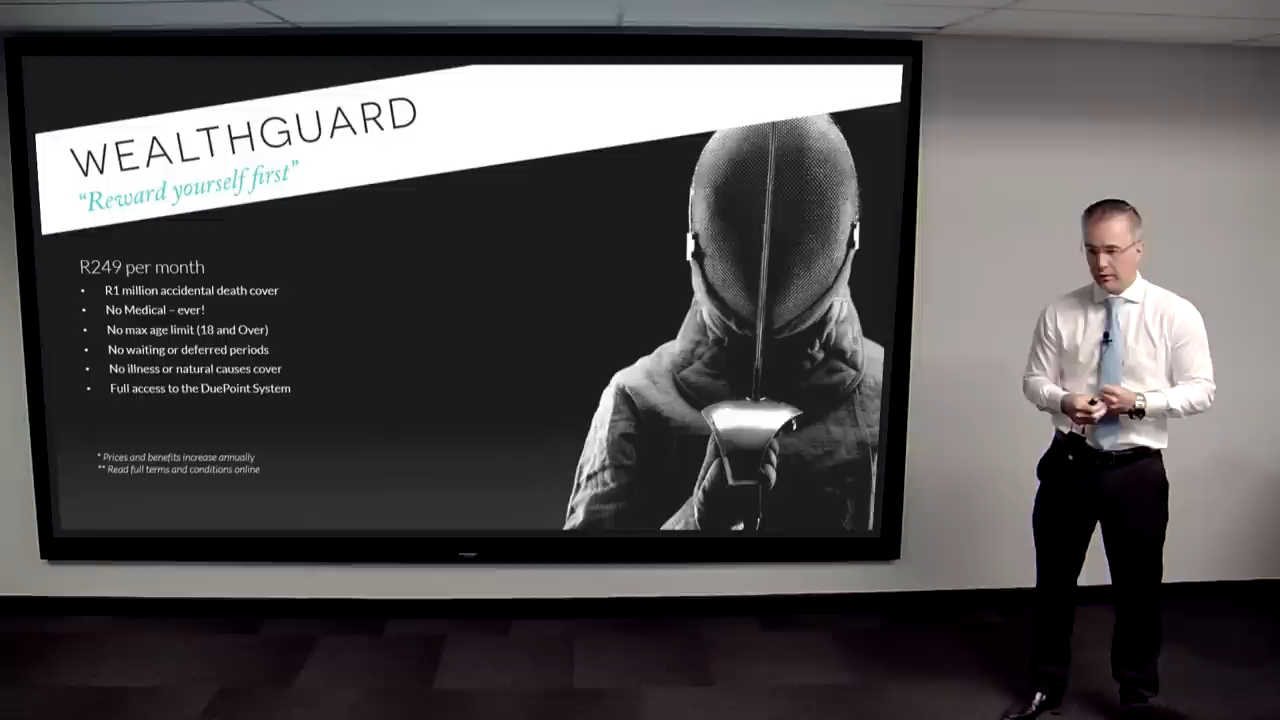 WEALTHGUARD
“Reward yourself first”
R249 per month
• R1 million accidental death cover
• No Medical – ever!
• No max age limit (18 and Over)
• No waiting or deferred periods
• No illness or natural causes cover
• Full access to the DuePoint System
* Prices and benefits increase annually
** Read full terms and conditions online